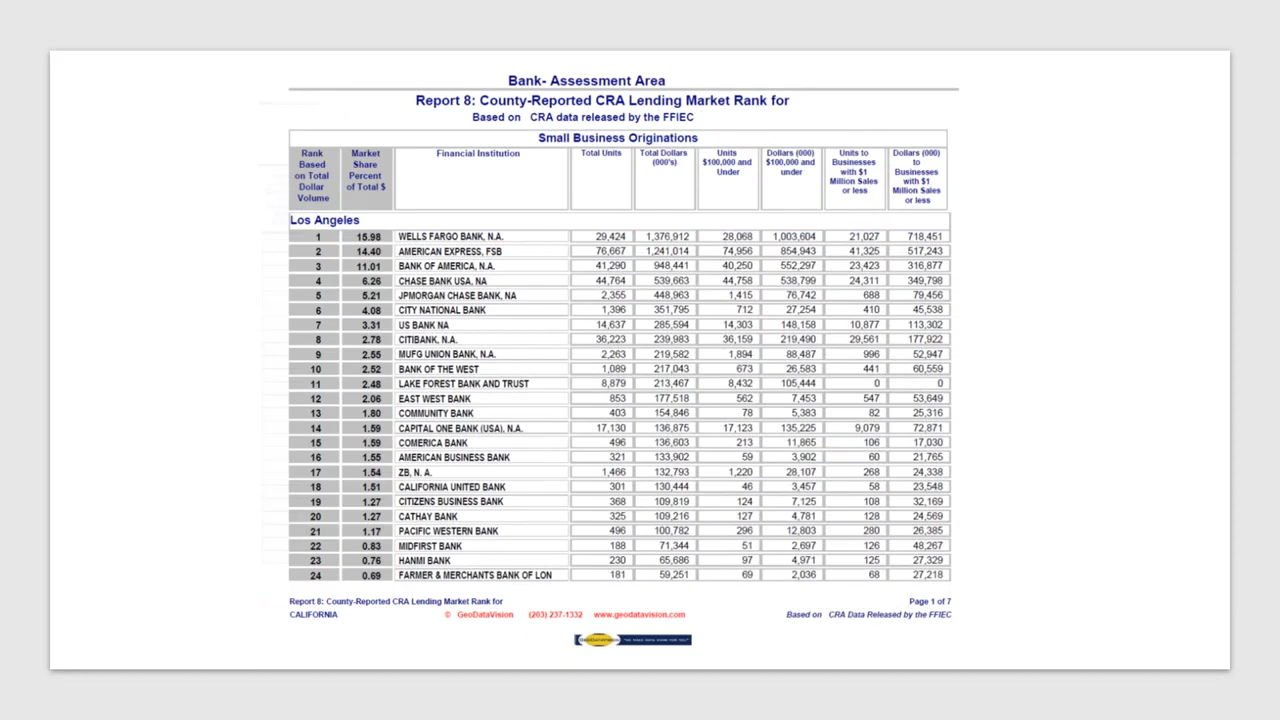 Bank- Assessment Area
Report 8: County-Reported CRA Lending Market Rank for
Based on CRA data released by the FFIEC
Small Business Originations
Rank Based on Total Dollar Volume Market Share Percent of Total $ Financial Institution Total Units Total Dollars (000's) Units $100,000 and Under Dollars (000) $100,000 and under Units to Businesses with $1 Million Sales or less Dollars (000) to Businesses with $1 Million Sales or less
Los Angeles
1 15.98 WELLS FARGO BANK, N.A. 29,424 1,376,912 28,068 1,003,604 21,027 718,451
2 14.40 AMERICAN EXPRESS, FSB 76,667 1,241,014 74,956 854,943 41,325 517,243
3 11.01 BANK OF AMERICA, N.A. 41,290 948,441 40,250 552,297 23,423 316,877
4 6.26 CHASE BANK USA, NA 44,764 539,663 44,758 538,799 24,311 349,798
5 5.21 JPMORGAN CHASE BANK, NA 2,355 448,963 1,415 76,742 688 79,456
6 4.08 CITY NATIONAL BANK 1,396 351,795 712 27,254 410 45,538
7 3.31 US BANK NA 14,637 285,594 14,303 148,158 10,877 113,302
8 2.78 CITIBANK, N.A. 36,223 239,983 36,159 219,490 29,561 177,922
9 2.55 MUFG UNION BANK, N.A. 2,263 219,582 1,894 88,487 996 52,947
10 2.52 BANK OF THE WEST 1,089 217,043 673 26,583 441 60,559
11 2.48 LAKE FOREST BANK AND TRUST 8,879 213,467 8,432 105,444 0 0
12 2.06 EAST WEST BANK 853 177,518 562 7,453 547 53,649
13 1.80 COMMUNITY BANK 403 154,846 78 5,383 82 25,316
14 1.59 CAPITAL ONE BANK (USA), N.A. 17,130 136,875 17,123 135,225 9,079 72,871
15 1.59 COMERICA BANK 496 136,603 213 11,865 106 17,030
16 1.55 AMERICAN BUSINESS BANK 321 133,902 59 3,902 60 21,765
17 1.54 ZB, N. A. 1,466 132,793 1,220 28,107 268 24,338
18 1.51 CALIFORNIA UNITED BANK 301 130,444 46 3,457 58 23,548
19 1.27 CITIZENS BUSINESS BANK 368 109,819 124 7,125 108 32,169
20 1.27 CATHAY BANK 325 109,216 127 4,781 128 24,569
21 1.17 PACIFIC WESTERN BANK 496 100,782 296 12,803 280 26,385
22 0.83 MIDFIRST BANK 188 71,344 51 2,697 126 48,267
23 0.76 HANMI BANK 230 65,686 97 4,971 125 27,329
24 0.69 FARMER & MERCHANTS BANK OF LON 181 59,251 69 2,036 68 27,218
Report 8: County-Reported CRA Lending Market Rank for Page 1 of 7
CALIFORNIA © GeoDataVision (203) 237-1332 www.geodatavision.com Based on CRA Data Released by the FFIEC
GEODATAVISION